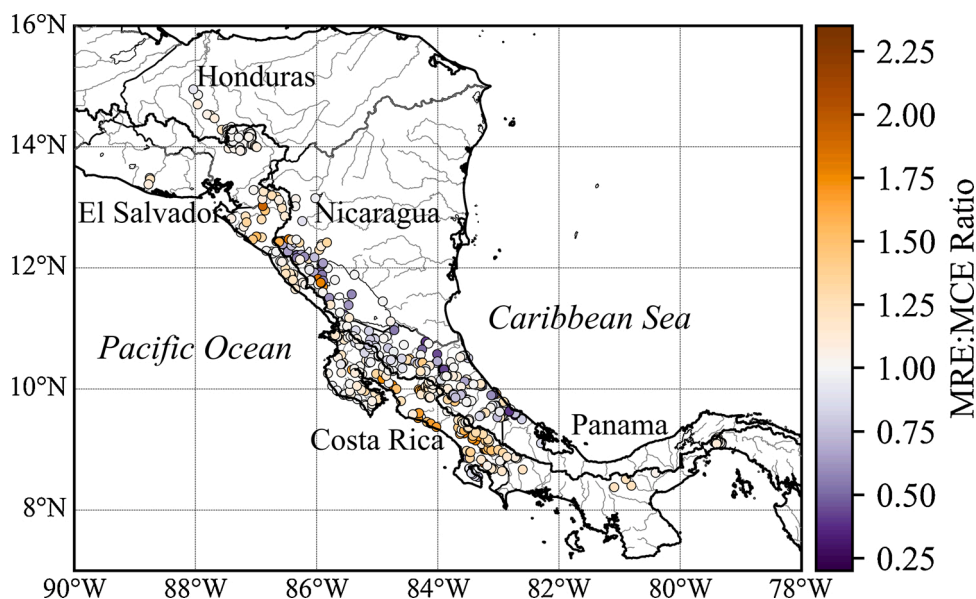 16°N
14°N
12°N
10°N
8°N
90°W
88°W
86°W
84°W
82°W
80°W
78°W
Honduras
El Salvador
Nicaragua
Caribbean Sea
Pacific Ocean
Costa Rica
Panama
2.25
2.00
1.75
1.50
1.25
1.00
0.75
0.50
0.25
MRE:MCE Ratio